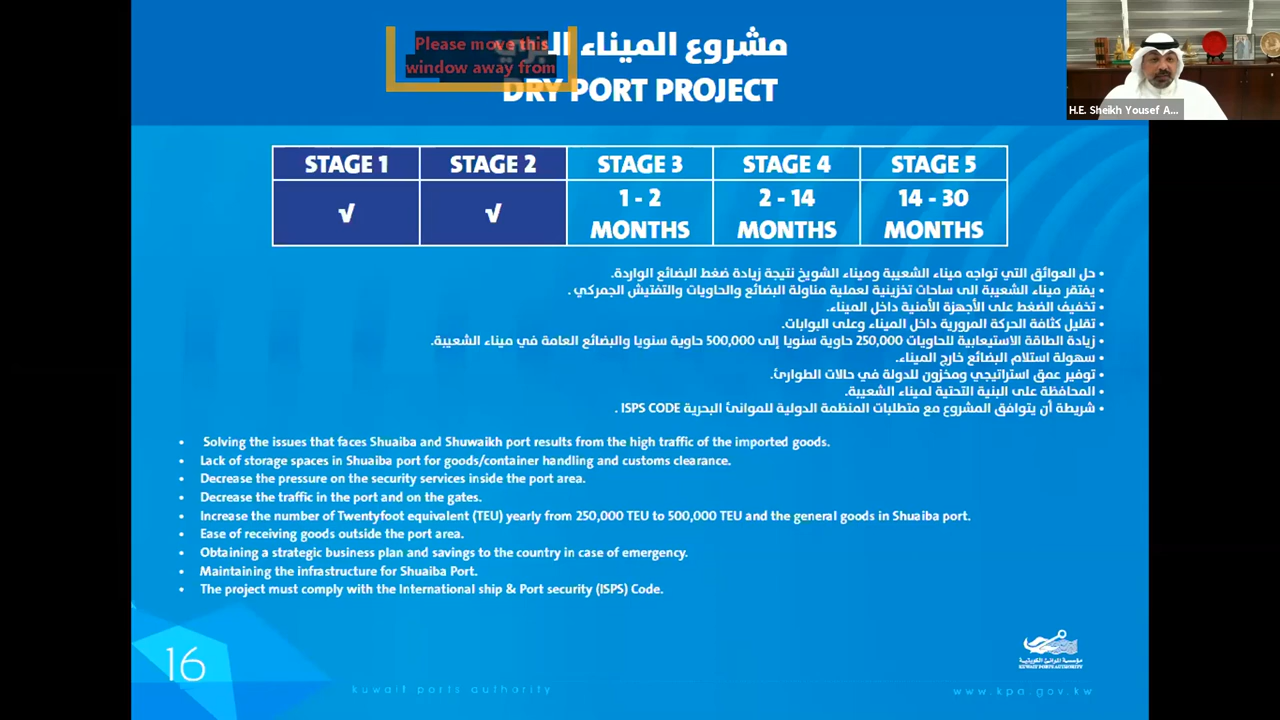 مشروع الميناء ال
Please move this
window away from
DRY PORT PROJECT
H.E. Sheikh Yousef A...
STAGE 1 STAGE 2 STAGE 3 STAGE 4 STAGE 5
√ √ 1 - 2 MONTHS 2 - 14 MONTHS 14 - 30 MONTHS
• حل العوائق التي تواجه ميناء الشعيبة وميناء الشويخ نتيجة زيادة ضغط البضائع الواردة.
• يفتقر ميناء الشعيبة الى ساحات تخزينية لعملية مناولة البضائع والحاويات والتفتيش الجمركي .
• تخفيف الضغط على الأجهزة الأمنية داخل الميناء.
• تقليل كثافة الحركة المرورية داخل الميناء وعلى البوابات.
• زيادة الطاقة الاستيعابية للحاويات 250,000 حاوية سنويا إلى 500,000 حاوية سنويا والبضائع العامة في ميناء الشعيبة.
• سهولة استلام البضائع خارج الميناء.
• توفير عمق استراتيجي ومخزون للدولة في حالات الطوارئ.
• المحافظة على البنية التحتية لميناء الشعيبة.
• شريطة أن يتوافق المشروع مع متطلبات المنظمة الدولية للموانئ البحرية ISPS CODE .
• Solving the issues that faces Shuaiba and Shuwaikh port results from the high traffic of the imported goods.
• Lack of storage spaces in Shuaiba port for goods/container handling and customs clearance.
• Decrease the pressure on the security services inside the port area.
• Decrease the traffic in the port and on the gates.
• Increase the number of Twentyfoot equivalent (TEU) yearly from 250,000 TEU to 500,000 TEU and the general goods in Shuaiba port.
• Ease of receiving goods outside the port area.
• Obtaining a strategic business plan and savings to the country in case of emergency.
• Maintaining the infrastructure for Shuaiba Port.
• The project must comply with the International ship & Port security (ISPS) Code.
16
مؤسسة الموانئ الكويتية
KUWAIT PORTS AUTHORITY
kuwait ports authority
www.kpa.gov.kw